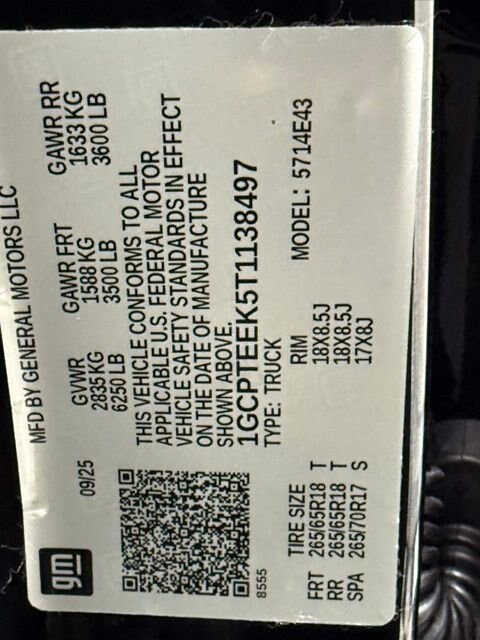 gm
09/25
MFD BY GENERAL MOTORS LLC
GVWR GAWR FRT GAWR RR
2835 KG 1588 KG 1633 KG
6250 LB 3500 LB 3600 LB
THIS VEHICLE CONFORMS TO ALL
APPLICABLE U.S. FEDERAL MOTOR
VEHICLE SAFETY STANDARDS IN EFFECT
ON THE DATE OF MANUFACTURE
SHOWN ABOVE.
1GCPTEEK5T1138497
TYPE: TRUCK MODEL: 5714E43
8555
TIRE SIZE RIM
FRT 265/65R18 T 18X8.5J
RR 265/65R18 T 18X8.5J
SPA 265/70R17 S 17X8J